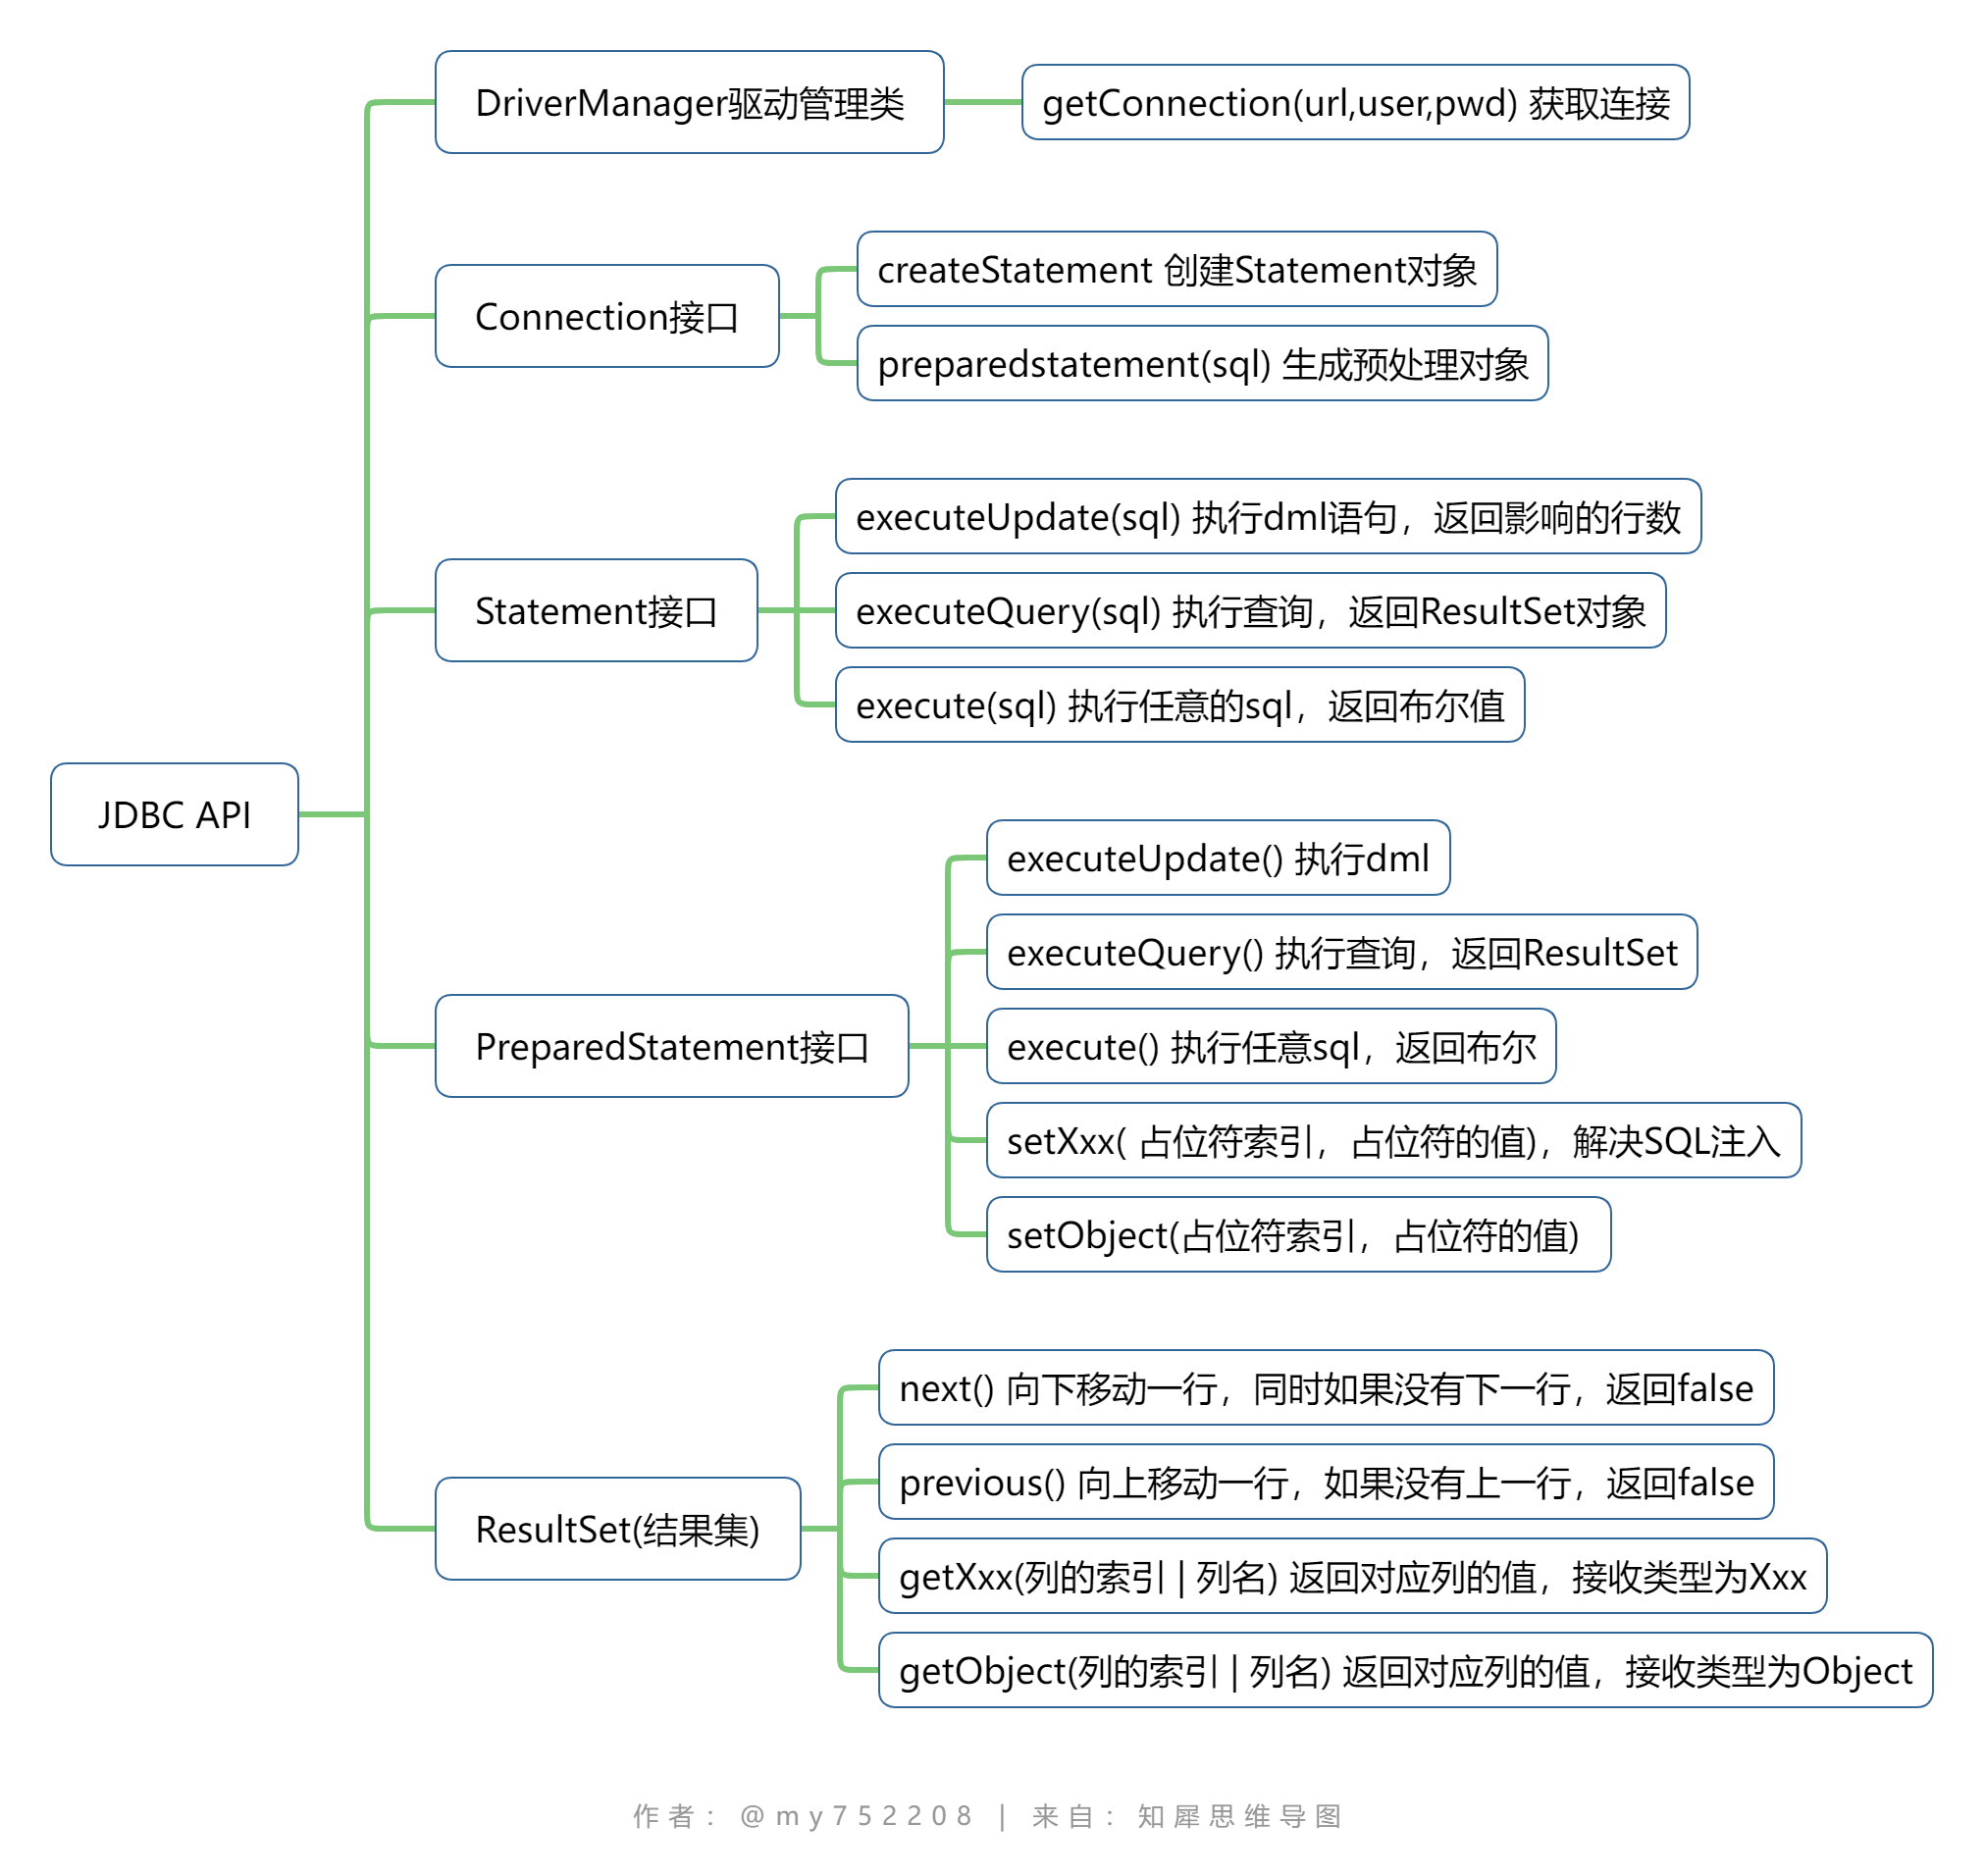 DriverManager驱动管理类
getConnection(url,user,pwd) 获取连接
Connection接口
createStatement 创建Statement对象
preparedstatement(sql) 生成预处理对象
Statement接口
executeUpdate(sql) 执行dml语句，返回影响的行数
executeQuery(sql) 执行查询，返回ResultSet对象
execute(sql) 执行任意的sql，返回布尔值
JDBC API
PreparedStatement接口
executeUpdate() 执行dml
executeQuery() 执行查询，返回ResultSet
execute() 执行任意sql，返回布尔
setXxx( 占位符索引，占位符的值)，解决SQL注入
setObject(占位符索引，占位符的值)
ResultSet(结果集)
next() 向下移动一行，同时如果没有下一行，返回false
previous() 向上移动一行，如果没有上一行，返回false
getXxx(列的索引 | 列名) 返回对应列的值，接收类型为Xxx
getObject(列的索引 | 列名) 返回对应列的值，接收类型为Object
作者：@my752208 | 来自：知犀思维导图